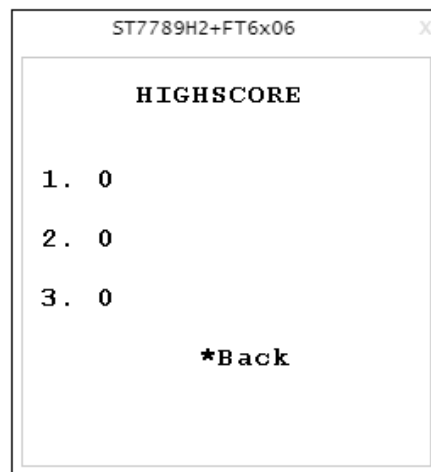 ST7789H2+FT6x06 X
HIGHSCORE
1. 0
2. 0
3. 0
*Back